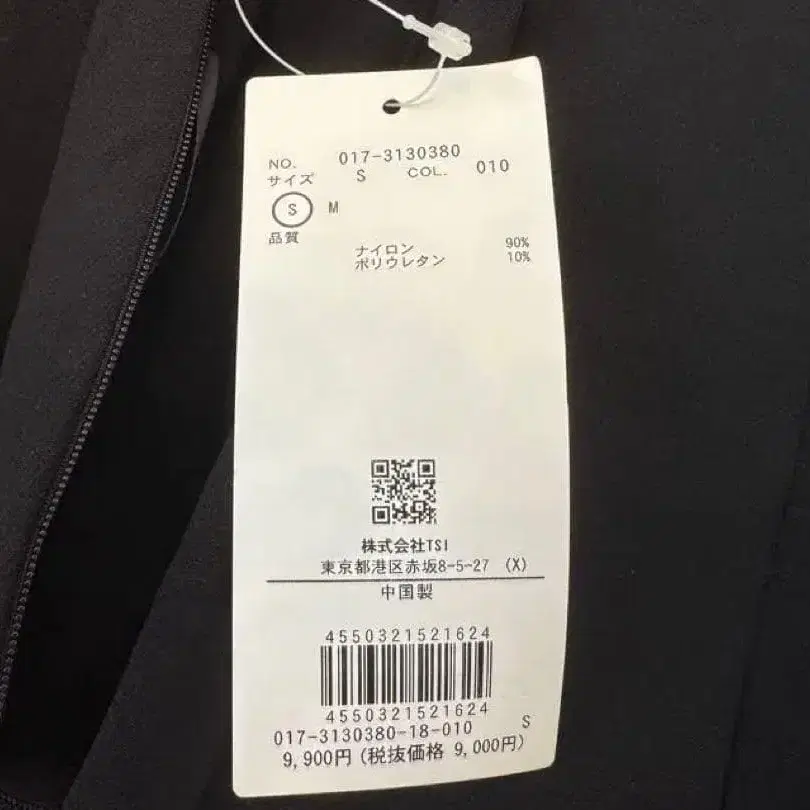 NO. 017-3130380
サイズ S COL. 010
S M
品質
ナイロン 90%
ポリウレタン 10%
株式会社TSI
東京都港区赤坂8-5-27 (X)
中国製
4550321521624
4550321521624
017-3130380-18-010 S
9,900円(税抜価格 9,000円)